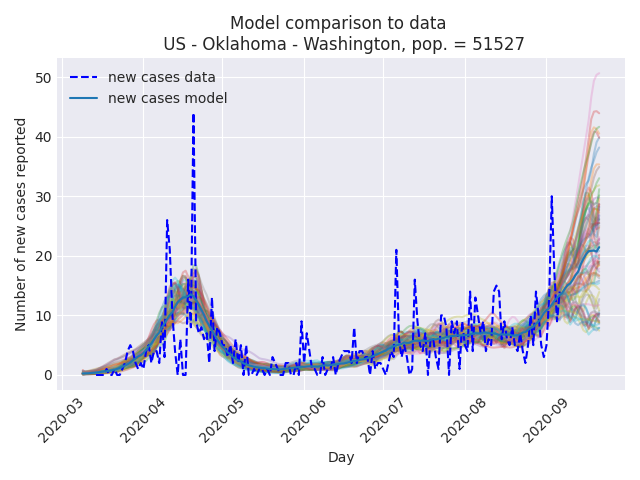 Model comparison to data
US - Oklahoma - Washington, pop. = 51527
new cases data
new cases model
Number of new cases reported
50
40
30
20
10
0
2020-03
2020-04
2020-05
2020-06
2020-07
2020-08
2020-09
Day